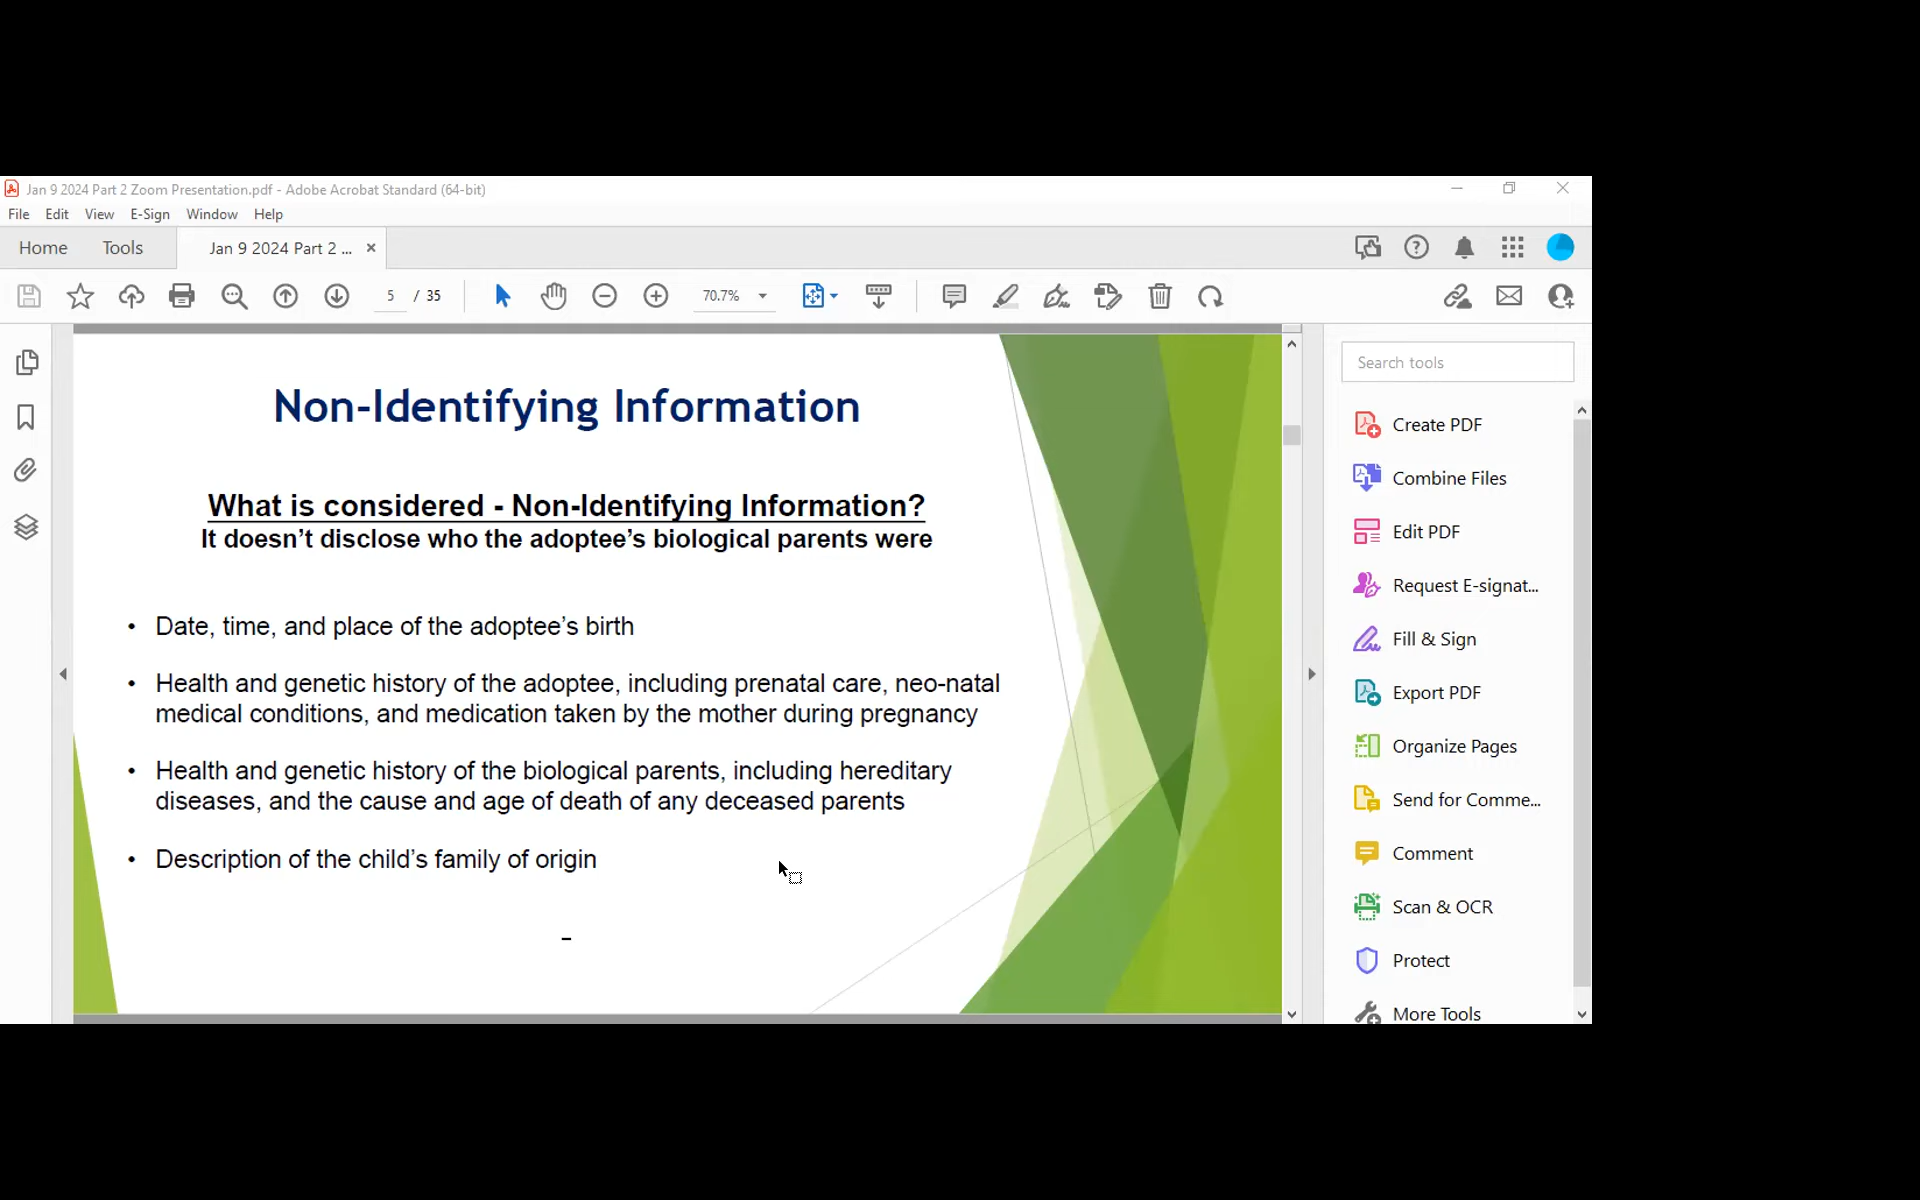 Jan 9 2024 Part 2 Zoom Presentation.pdf - Adobe Acrobat Standard (64-bit)
File Edit View E-Sign Window Help
Home Tools Jan 9 2024 Part 2 ...
5 / 35 70.7%
Search tools
Create PDF
Combine Files
Edit PDF
Request E-signat...
Fill & Sign
Export PDF
Organize Pages
Send for Comme...
Comment
Scan & OCR
Protect
More Tools
Non-Identifying Information
What is considered - Non-Identifying Information?
It doesn’t disclose who the adoptee’s biological parents were
• Date, time, and place of the adoptee’s birth
• Health and genetic history of the adoptee, including prenatal care, neo-natal
medical conditions, and medication taken by the mother during pregnancy
• Health and genetic history of the biological parents, including hereditary
diseases, and the cause and age of death of any deceased parents
• Description of the child’s family of origin
–